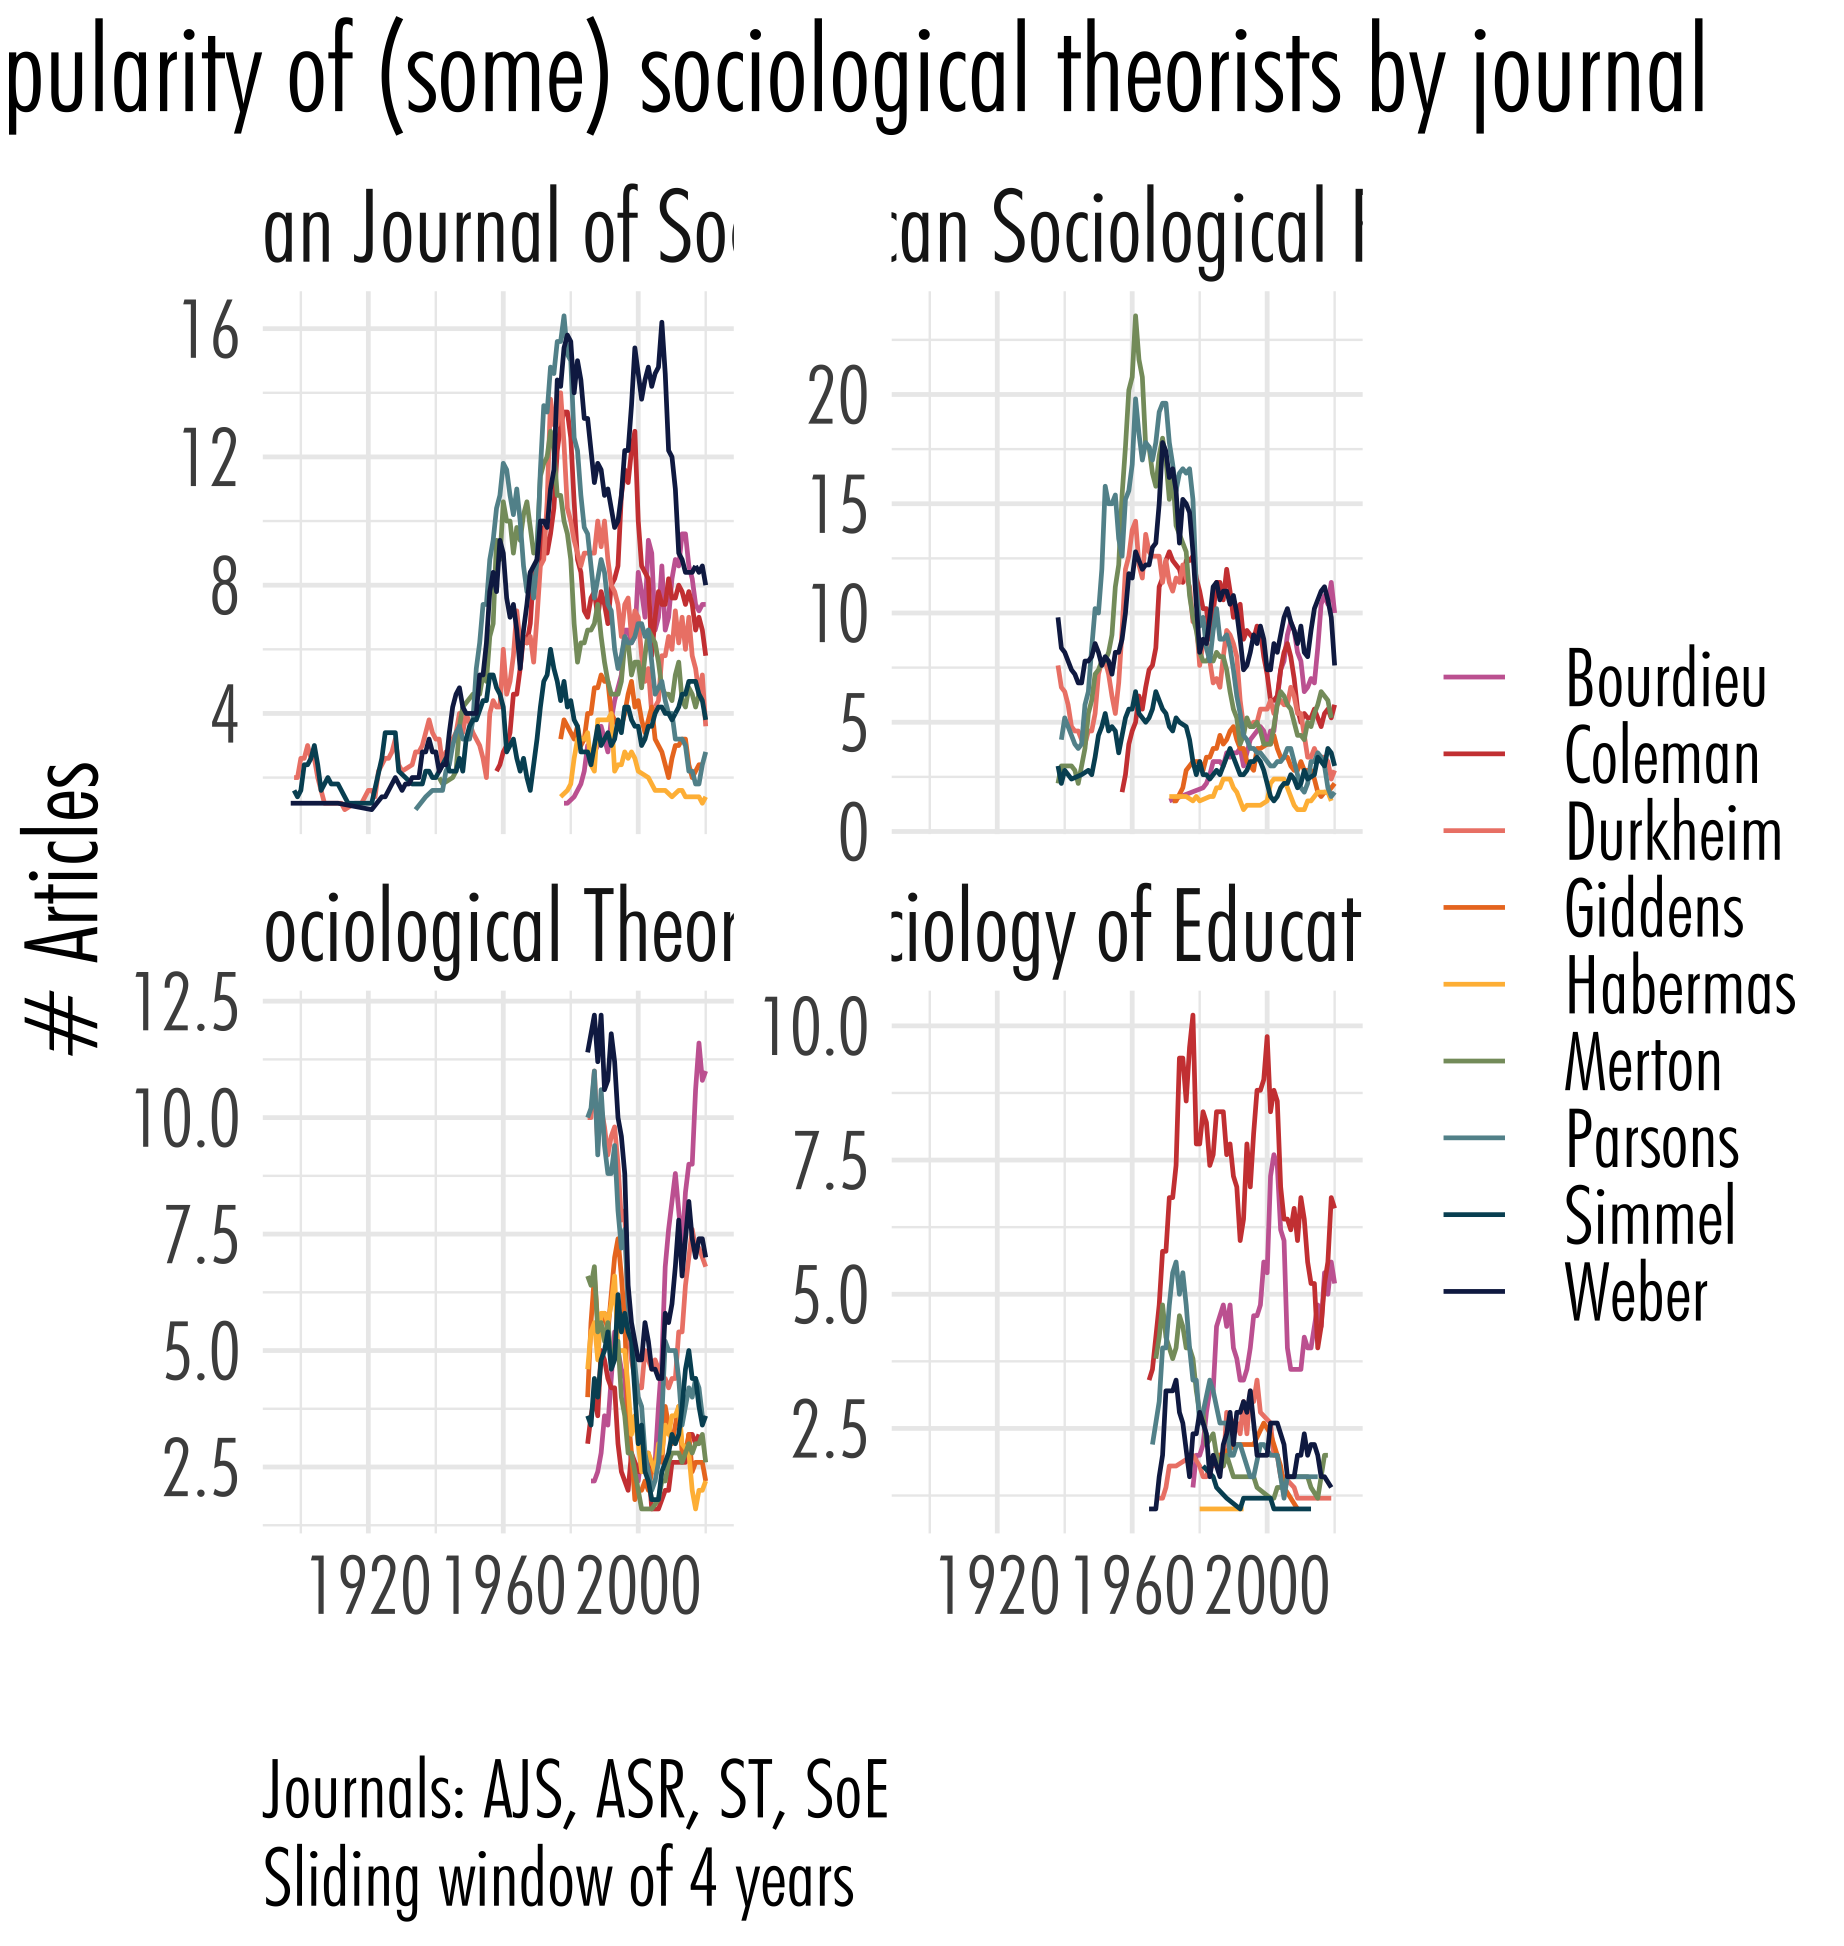 pularity of (some) sociological theorists by journal
an Journal of So
can Sociological
16
12
8
4
20
15
10
5
0
# Articles
ociological Theor
ciology of Educat
12.5
10.0
7.5
5.0
2.5
10.0
7.5
5.0
2.5
1920 1960 2000
1920 1960 2000
Bourdieu
Coleman
Durkheim
Giddens
Habermas
Merton
Parsons
Simmel
Weber
Journals: AJS, ASR, ST, SoE
Sliding window of 4 years